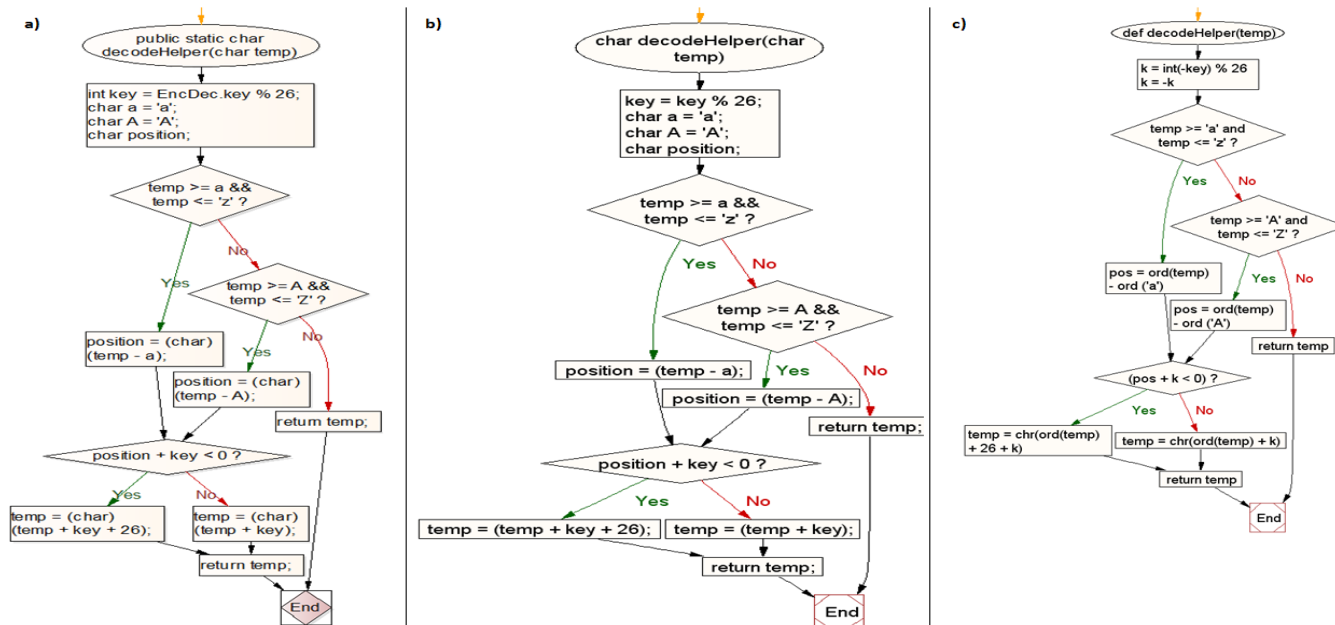 a)
public static char
decodeHelper(char temp)
int key = EncDec.key % 26;
char a = 'a';
char A = 'A';
char position;
temp >= a &&
temp <= 'z' ?
No
Yes
temp >= A &&
temp <= 'Z' ?
No
Yes
position = (char)
(temp - a);
position = (char)
(temp - A);
return temp;
position + key < 0 ?
Yes
No
temp = (char)
(temp + key + 26);
temp = (char)
(temp + key);
return temp;
End
b)
char decodeHelper(char
temp)
key = key % 26;
char a = 'a';
char A = 'A';
char position;
temp >= a &&
temp <= 'z' ?
Yes
No
temp >= A &&
temp <= 'Z' ?
Yes
No
position = (temp - a);
position = (temp - A);
return temp;
position + key < 0 ?
Yes
No
temp = (temp + key + 26);
temp = (temp + key);
return temp;
End
c)
def decodeHelper(temp)
k = int(-key) % 26
k = -k
temp >= 'a' and
temp <= 'z' ?
Yes
No
temp >= 'A' and
temp <= 'Z' ?
Yes
No
pos = ord(temp)
- ord ('a')
pos = ord(temp)
- ord ('A')
return temp
(pos + k < 0) ?
Yes
No
temp = chr(ord(temp)
+ 26 + k)
temp = chr(ord(temp) + k)
return temp
End